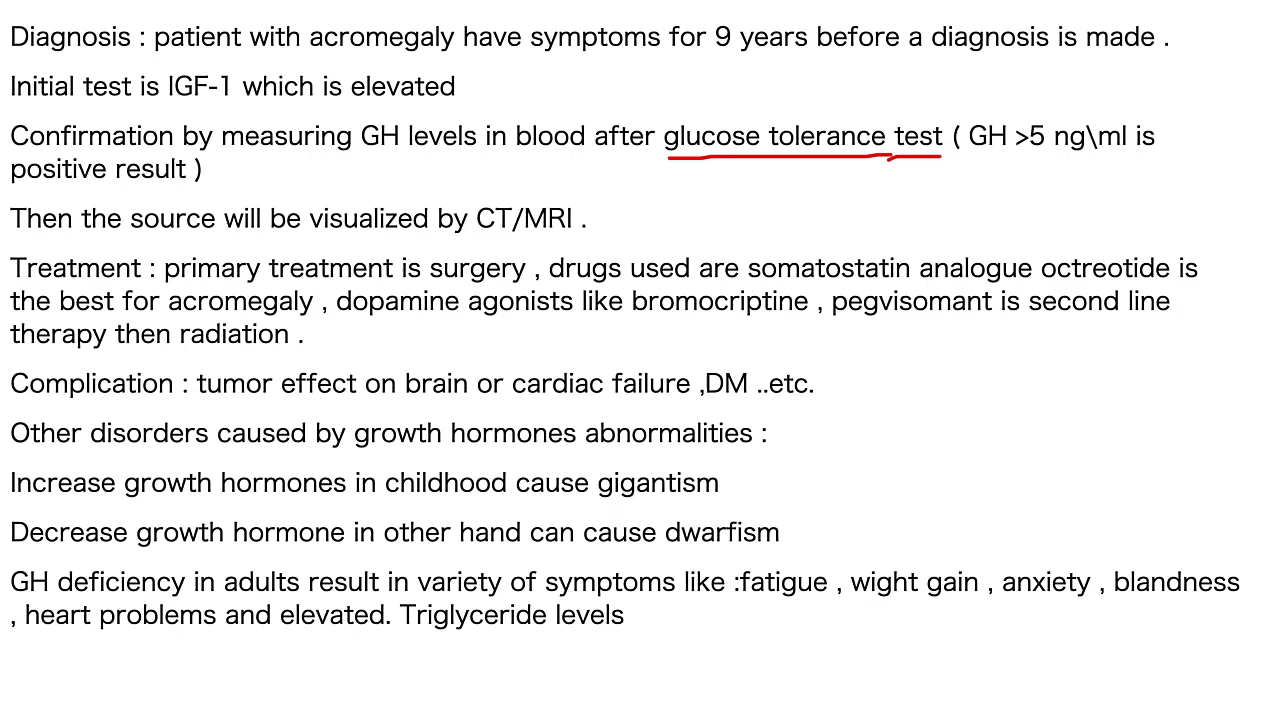 Diagnosis : patient with acromegaly have symptoms for 9 years before a diagnosis is made .
Initial test is IGF-1 which is elevated
Confirmation by measuring GH levels in blood after glucose tolerance test ( GH >5 ng\ml is
positive result )
Then the source will be visualized by CT/MRI .
Treatment : primary treatment is surgery , drugs used are somatostatin analogue octreotide is
the best for acromegaly , dopamine agonists like bromocriptine , pegvisomant is second line
therapy then radiation .
Complication : tumor effect on brain or cardiac failure ,DM ..etc.
Other disorders caused by growth hormones abnormalities :
Increase growth hormones in childhood cause gigantism
Decrease growth hormone in other hand can cause dwarfism
GH deficiency in adults result in variety of symptoms like :fatigue , wight gain , anxiety , blandness
, heart problems and elevated. Triglyceride levels